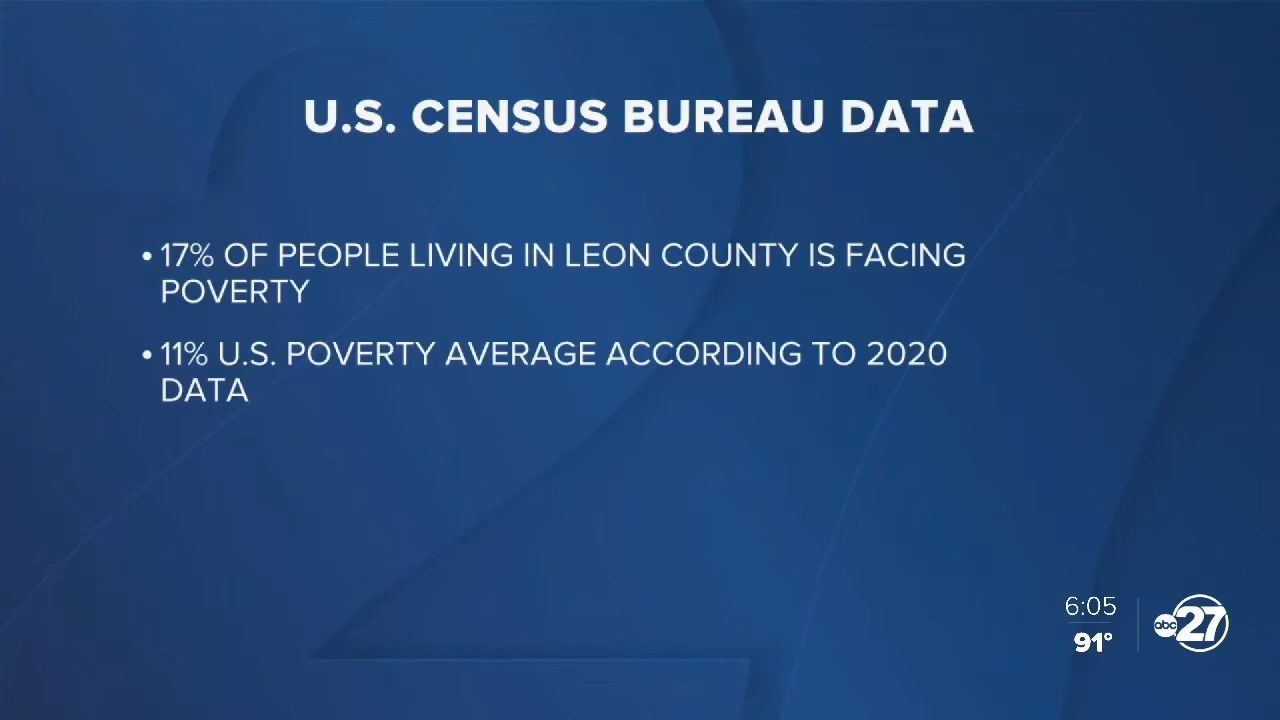 U.S. CENSUS BUREAU DATA
• 17% OF PEOPLE LIVING IN LEON COUNTY IS FACING
POVERTY
• 11% U.S. POVERTY AVERAGE ACCORDING TO 2020
DATA
6:05
91°
abc 27